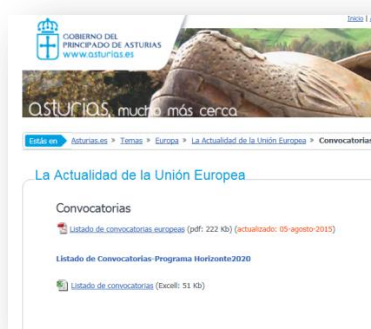 Inicio |
GOBIERNO DEL
PRINCIPADO DE ASTURIAS
www.asturias.es
asturias, mucho más cerca
Estás en Asturias.es » Temas » Europa » La Actualidad de la Unión Europea » Convocatorias
La Actualidad de la Unión Europea
Convocatorias
Listado de convocatorias europeas (pdf: 222 Kb) (actualizado: 05-agosto-2015)
Listado de Convocatorias-Programa Horizonte2020
Listado de convocatorias (Excell: 51 Kb)